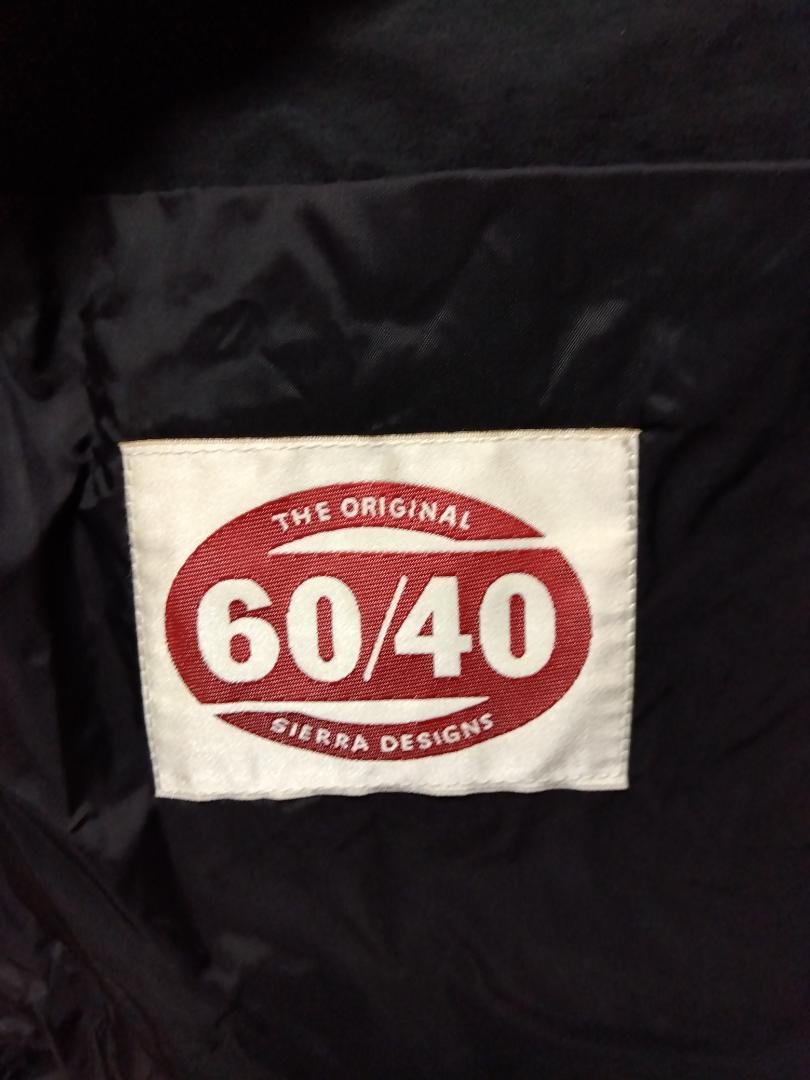 THE ORIGINAL
60/40
SIERRA DESIGNS